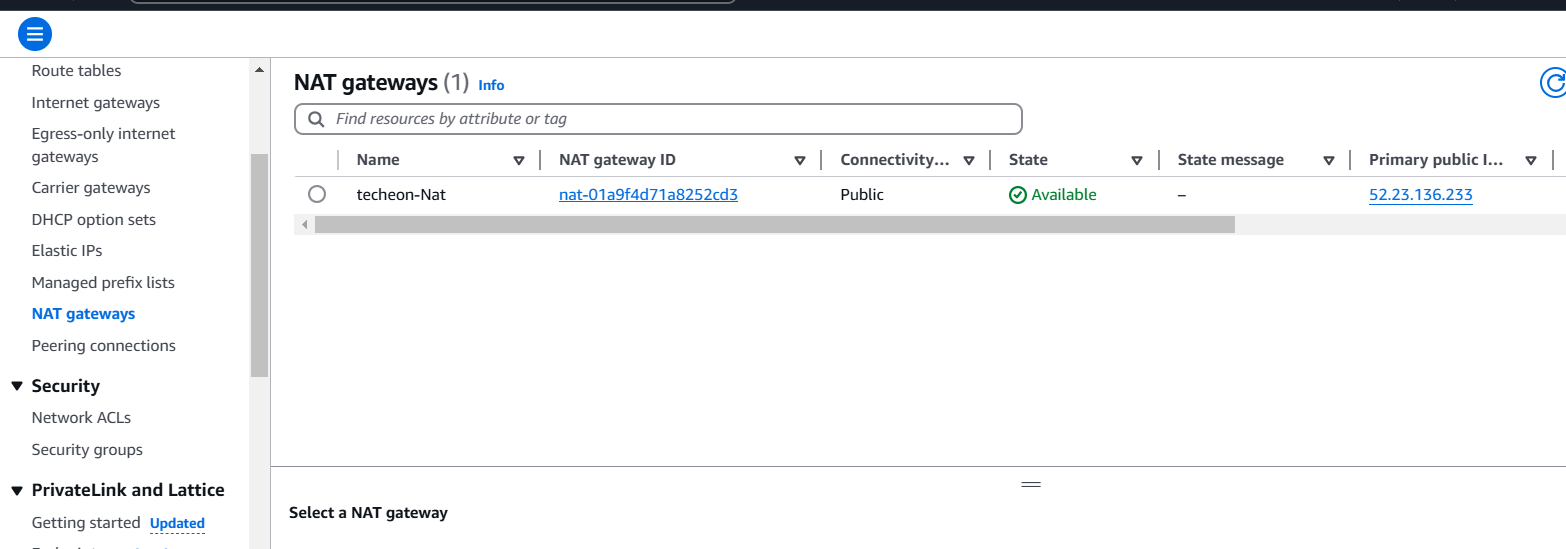 Route tables
Internet gateways
Egress-only internet
gateways
Carrier gateways
DHCP option sets
Elastic IPs
Managed prefix lists
NAT gateways
Peering connections
Security
Network ACLs
Security groups
PrivateLink and Lattice
Getting started Updated
NAT gateways (1) Info
Find resources by attribute or tag
Name NAT gateway ID Connectivity... State State message Primary public I...
techeon-Nat nat-01a9f4d71a8252cd3 Public Available – 52.23.136.233
Select a NAT gateway